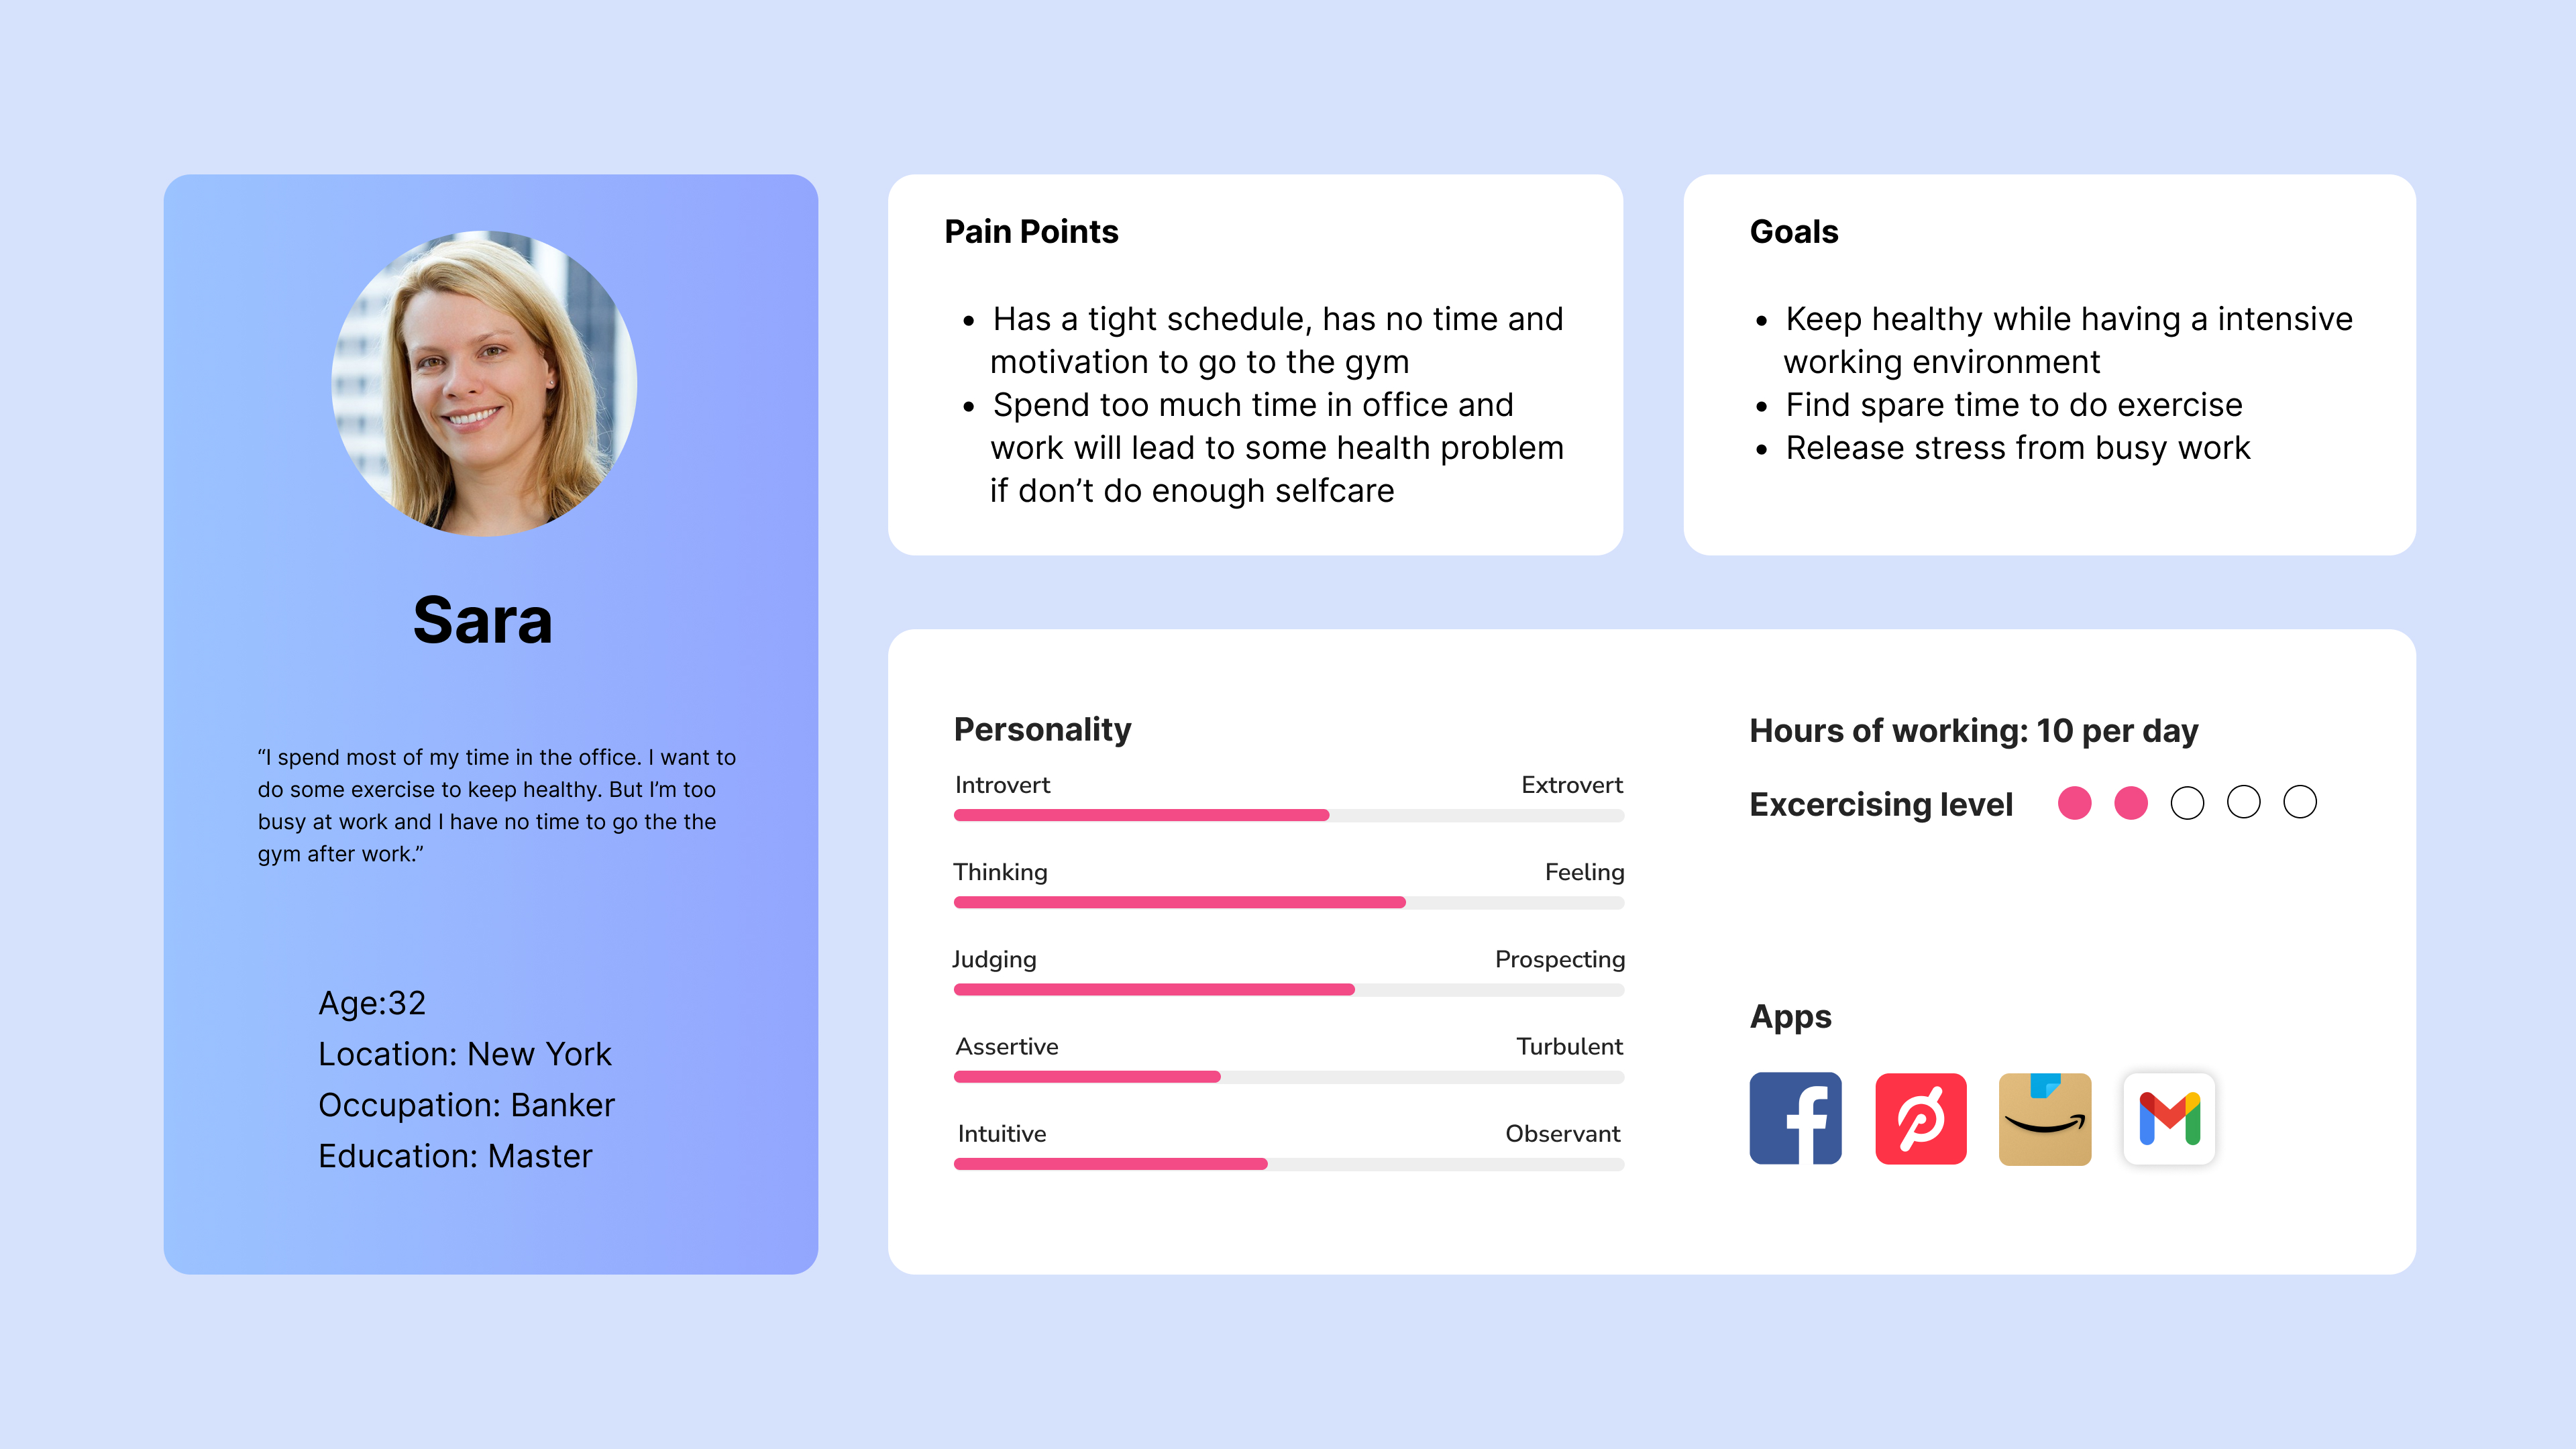 Sara
“I spend most of my time in the office. I want to
do some exercise to keep healthy. But I’m too
busy at work and I have no time to go the the
gym after work.”
Age:32
Location: New York
Occupation: Banker
Education: Master
Pain Points
• Has a tight schedule, has no time and
motivation to go to the gym
• Spend too much time in office and
work will lead to some health problem
if don’t do enough selfcare
Goals
• Keep healthy while having a intensive
working environment
• Find spare time to do exercise
• Release stress from busy work
Personality
Introvert Extrovert
Thinking Feeling
Judging Prospecting
Assertive Turbulent
Intuitive Observant
Hours of working: 10 per day
Excercising level
Apps